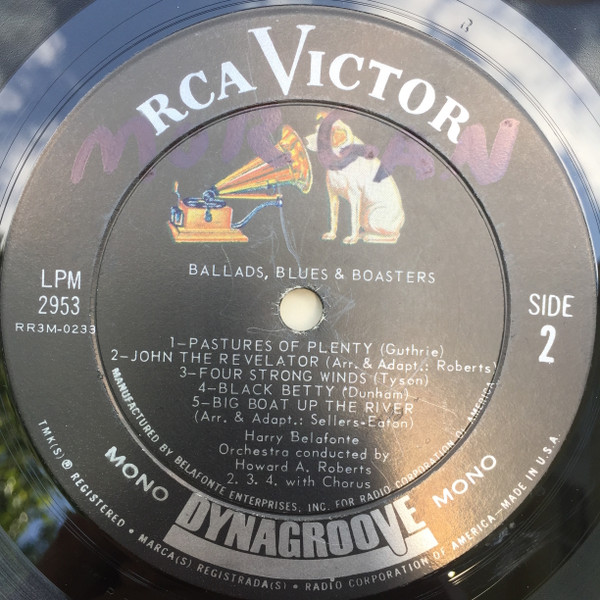 RCA VICTOR
BALLADS, BLUES & BOASTERS
LPM
2953
RR3M-0233
SIDE
2
1-PASTURES OF PLENTY (Guthrie)
2-JOHN THE REVELATOR (Arr. & Adapt.: Roberts)
3-FOUR STRONG WINDS (Tyson)
4-BLACK BETTY (Dunham)
5-BIG BOAT UP THE RIVER
(Arr. & Adapt.: Sellers-Eaton)
Harry Belafonte
Orchestra conducted by
Howard A. Roberts
2. 3. 4. with Chorus
MANUFACTURED BY BELAFONTE ENTERPRISES, INC. FOR RADIO CORPORATION OF AMERICA
MONO
MONO
DYNAGROOVE
TMK(S) ® REGISTERED • MARCA(S) REGISTRADA(S) • RADIO CORPORATION OF AMERICA—MADE IN U.S.A.